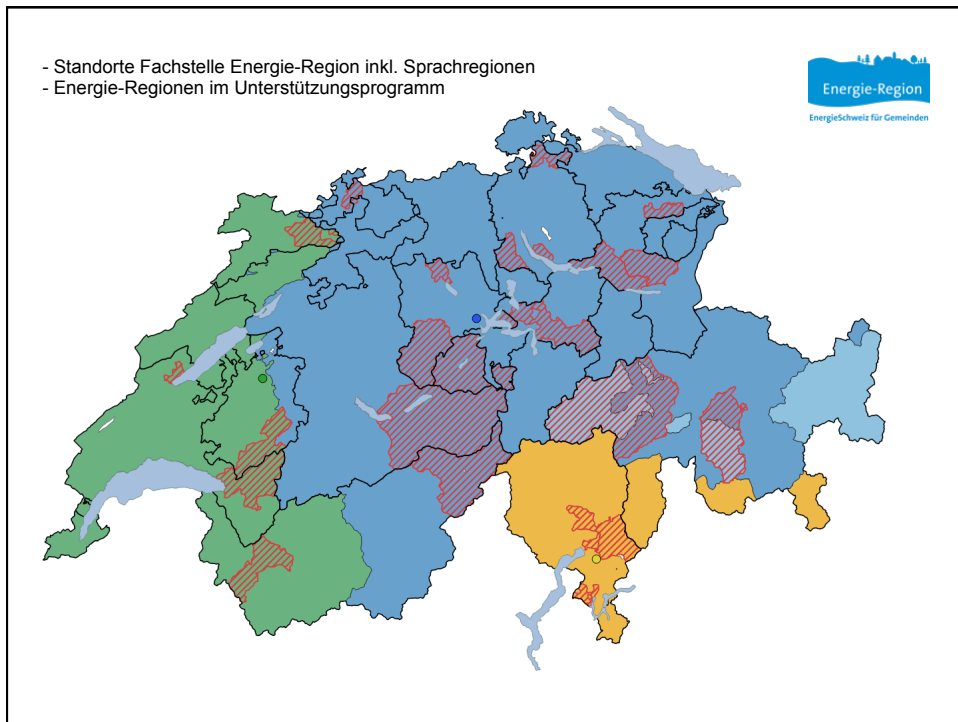 - Standorte Fachstelle Energie-Region inkl. Sprachregionen
- Energie-Regionen im Unterstützungsprogramm
Energie-Region
EnergieSchweiz für Gemeinden